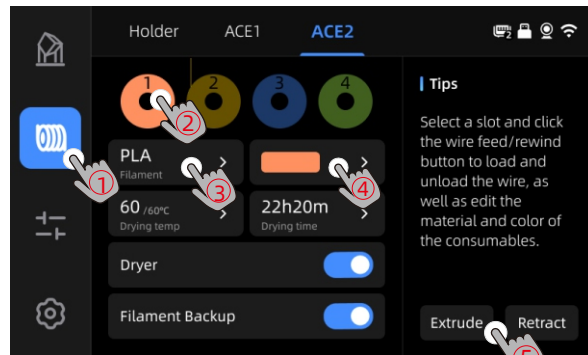 Holder ACE1 ACE2
2
1 2 3 4
② 
PLA
Filament
① ③ ④
60 /60℃ 22h20m
Drying temp Drying time
Dryer
Filament Backup
Tips
Select a slot and click
the wire feed/rewind
button to load and
unload the wire, as
well as edit the
material and color of
the consumables.
Extrude Retract
⑤